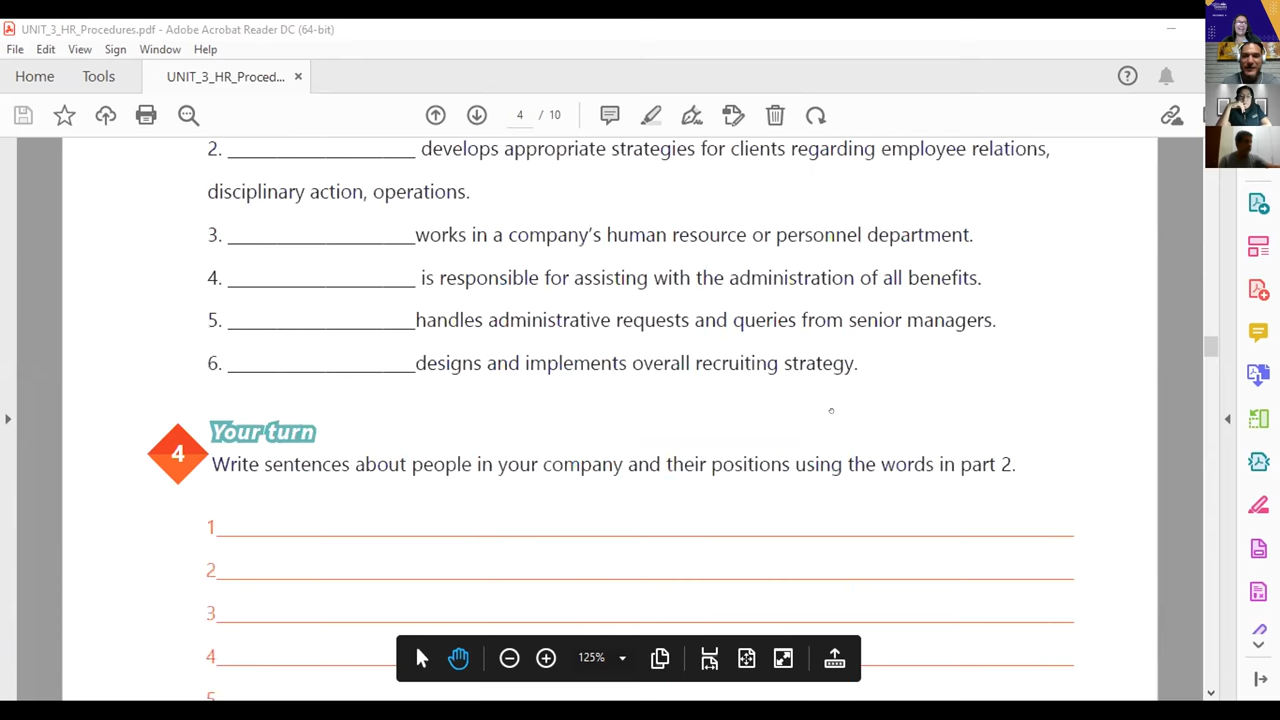 UNIT_3_HR_Procedures.pdf - Adobe Acrobat Reader DC (64-bit)
File Edit View Sign Window Help
Home Tools UNIT_3_HR_Proced... ×
4 / 10
2. ____________________ develops appropriate strategies for clients regarding employee relations,
disciplinary action, operations.
3. ____________________works in a company's human resource or personnel department.
4. ____________________ is responsible for assisting with the administration of all benefits.
5. ____________________handles administrative requests and queries from senior managers.
6. ____________________designs and implements overall recruiting strategy.
Your turn
4
Write sentences about people in your company and their positions using the words in part 2.
1
2
3
4
5
125%